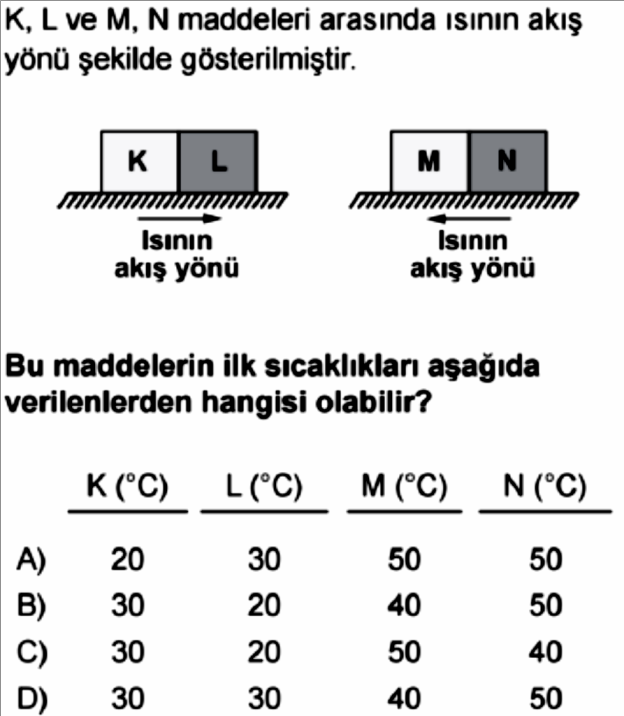 K, L ve M, N maddeleri arasında ısının akış
yönü şekilde gösterilmiştir.
K L M N
Isının Isının
akış yönü akış yönü
Bu maddelerin ilk sıcaklıkları aşağıda
verilenlerden hangisi olabilir?
K (°C) L (°C) M (°C) N (°C)
A) 20 30 50 50
B) 30 20 40 50
C) 30 20 50 40
D) 30 30 40 50